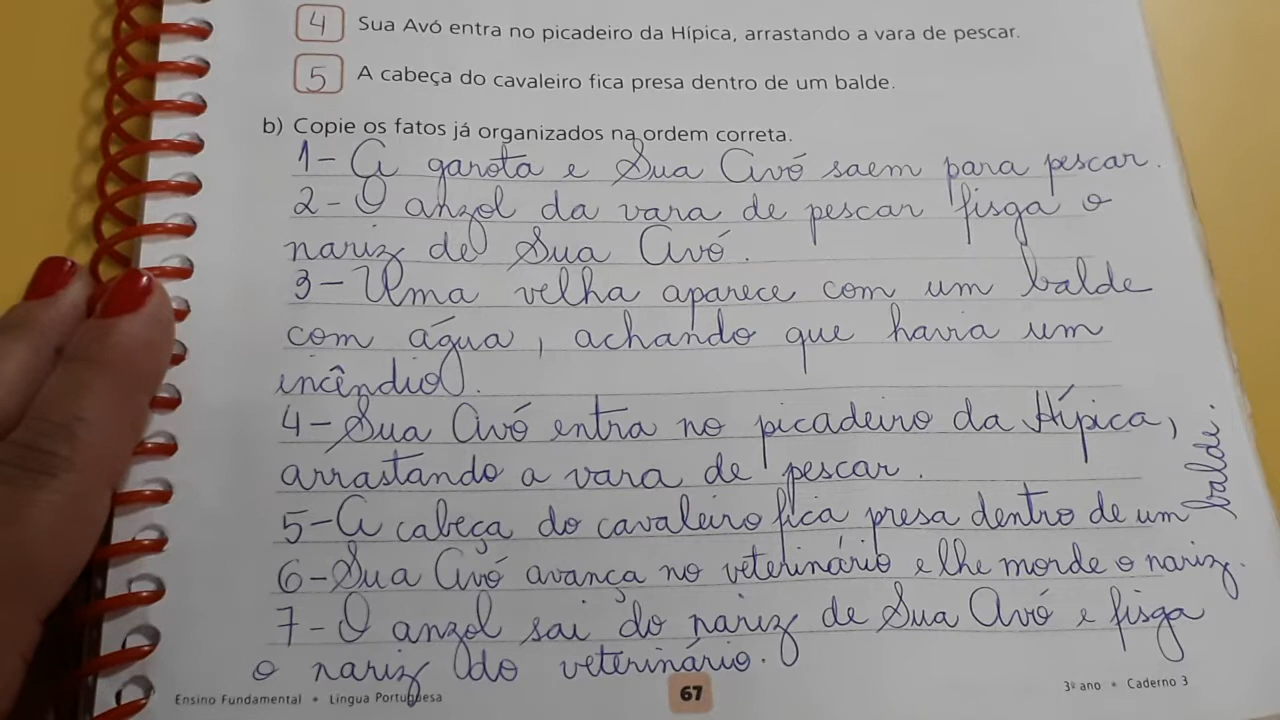 4 Sua Avó entra no picadeiro da Hípica, arrastando a vara de pescar.
5 A cabeça do cavaleiro fica presa dentro de um balde.
b) Copie os fatos já organizados na ordem correta.
1- A garota e Sua Avó saem para pescar.
2- O anzol da vara de pescar fisga o
nariz de Sua Avó.
3- Uma velha aparece com um balde
com água, achando que havia um
incêndio.
4- Sua Avó entra no picadeiro da Hípica,
arrastando a vara de pescar.
5- A cabeça do cavaleiro fica presa dentro de um balde.
6- Sua Avó avança no veterinário e lhe morde o nariz.
7- O anzol sai do nariz de Sua Avó e fisga
o nariz do veterinário.
Ensino Fundamental • Língua Portuguesa 67 3º ano • Caderno 3